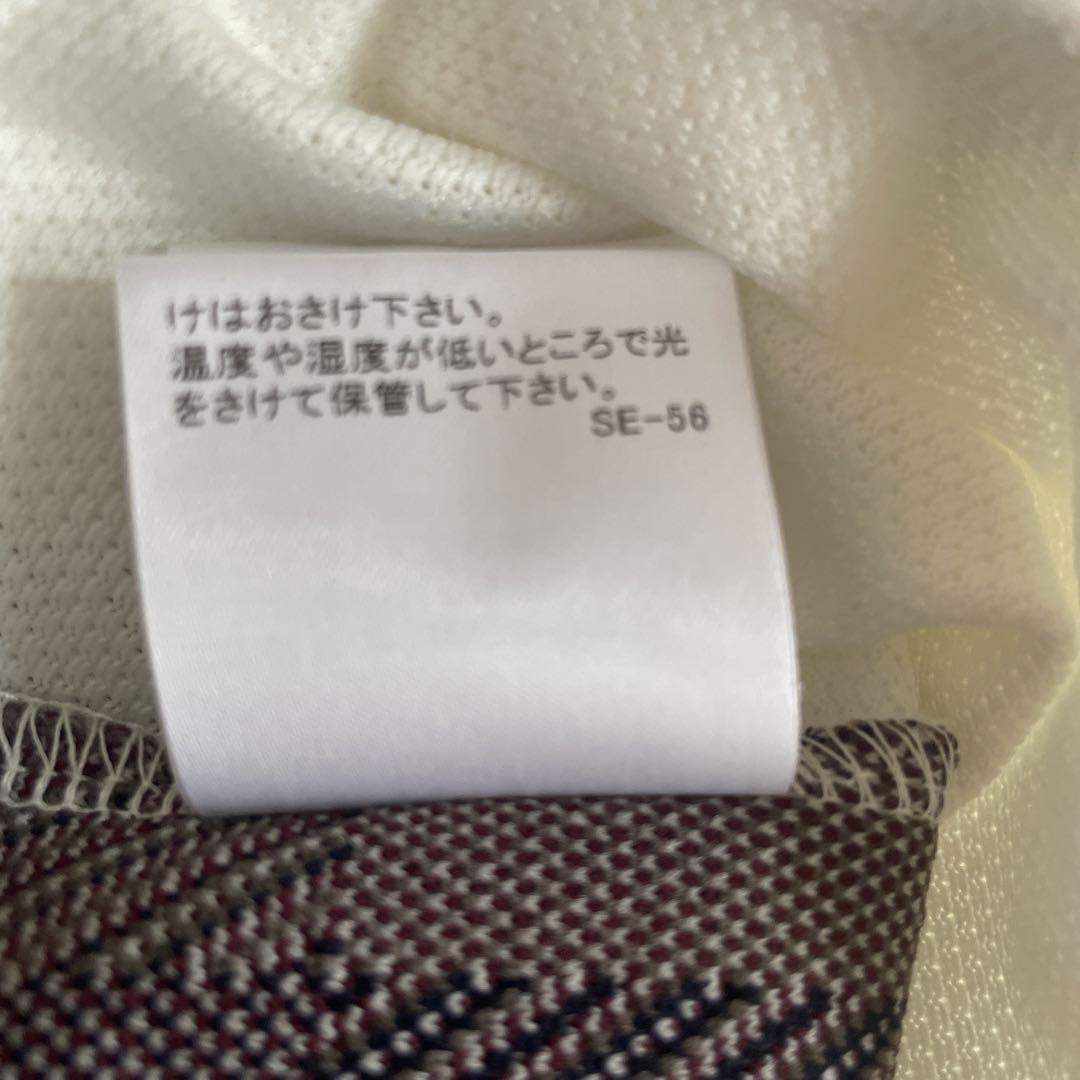 けはおさけ下さい。
温度や湿度が低いところで光
をさけて保管して下さい。
SE-56